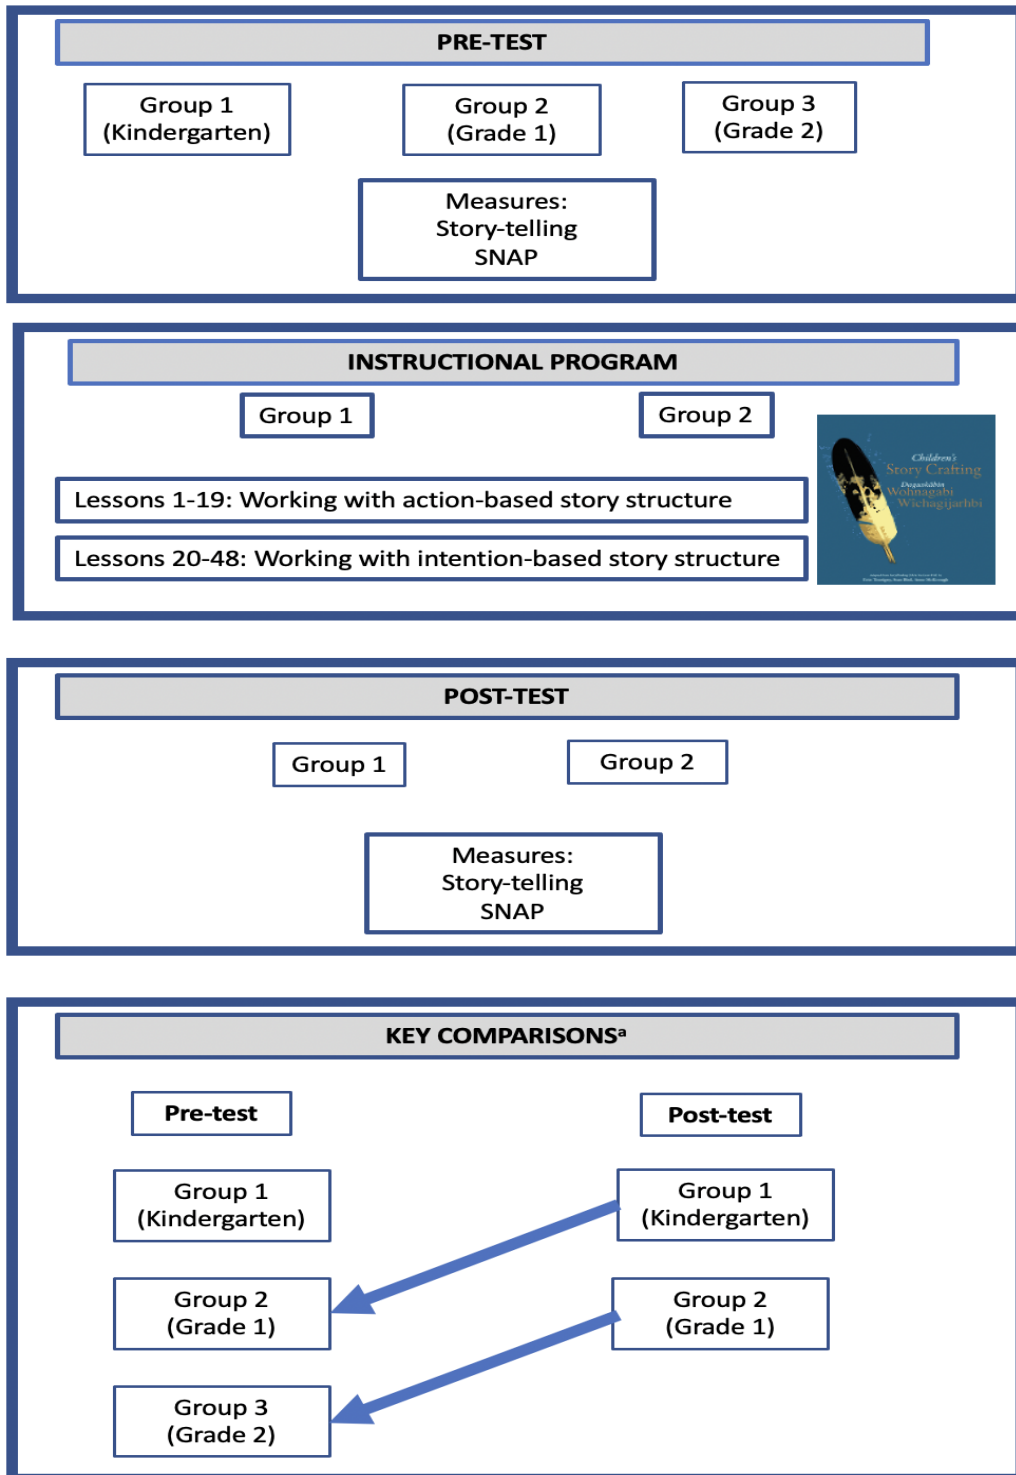 PRE-TEST
Group 1
(Kindergarten)
Group 2
(Grade 1)
Group 3
(Grade 2)
Measures:
Story-telling
SNAP
INSTRUCTIONAL PROGRAM
Group 1
Group 2
Lessons 1-19: Working with action-based story structure
Lessons 20-48: Working with intention-based story structure
Children's
Story Crafting
Wohnagabi
Wichagijarhbi
POST-TEST
Group 1
Group 2
Measures:
Story-telling
SNAP
KEY COMPARISONSᵃ
Pre-test
Post-test
Group 1
(Kindergarten)
Group 1
(Kindergarten)
Group 2
(Grade 1)
Group 2
(Grade 1)
Group 3
(Grade 2)